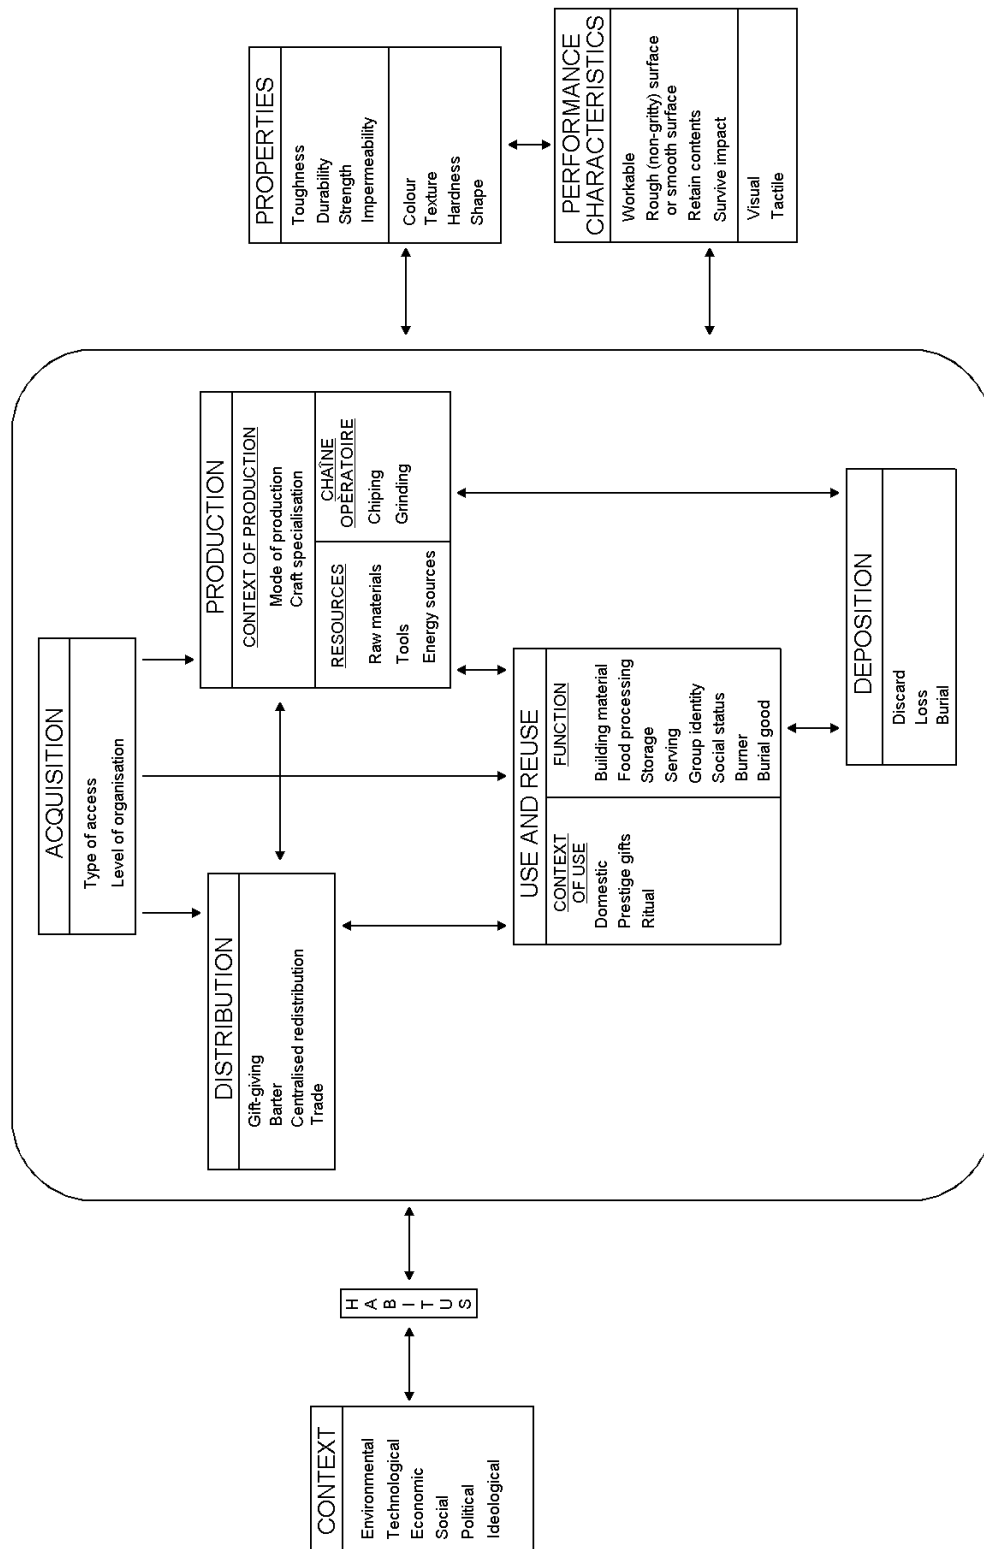 CONTEXT
Environmental
Technological
Economic
Social
Political
Ideological
HABITUS
ACQUISITION
Type of access
Level of organisation
DISTRIBUTION
Gift-giving
Barter
Centralised redistribution
Trade
PRODUCTION
CONTEXT OF PRODUCTION
Mode of production
Craft specialisation
RESOURCES
Raw materials
Tools
Energy sources
CHAÎNE
OPÈRATOIRE
Chiping
Grinding
USE AND REUSE
CONTEXT
OF USE
Domestic
Prestige gifts
Ritual
FUNCTION
Building material
Food processing
Storage
Serving
Group identity
Social status
Burner
Burial good
DEPOSITION
Discard
Loss
Burial
PROPERTIES
Toughness
Durability
Strength
Impermeability
Colour
Texture
Hardness
Shape
PERFORMANCE
CHARACTERISTICS
Workable
Rough (non-gritty) surface
or smooth surface
Retain contents
Survive impact
Visual
Tactile